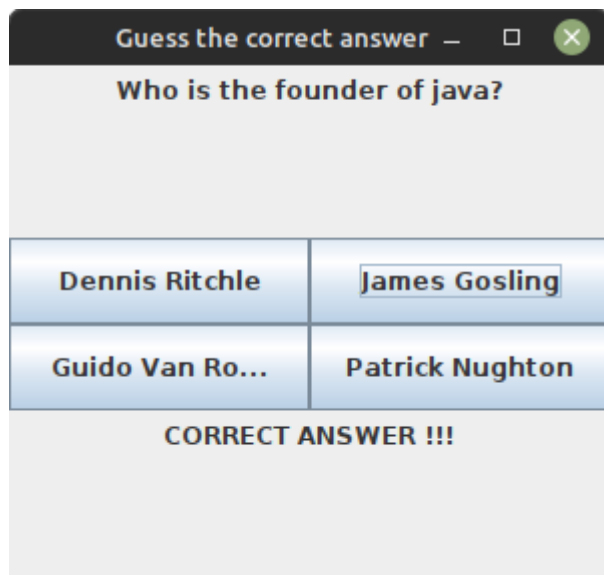 Guess the correct answer
Who is the founder of java?
Dennis Ritchle
James Gosling
Guido Van Ro...
Patrick Nughton
CORRECT ANSWER !!!